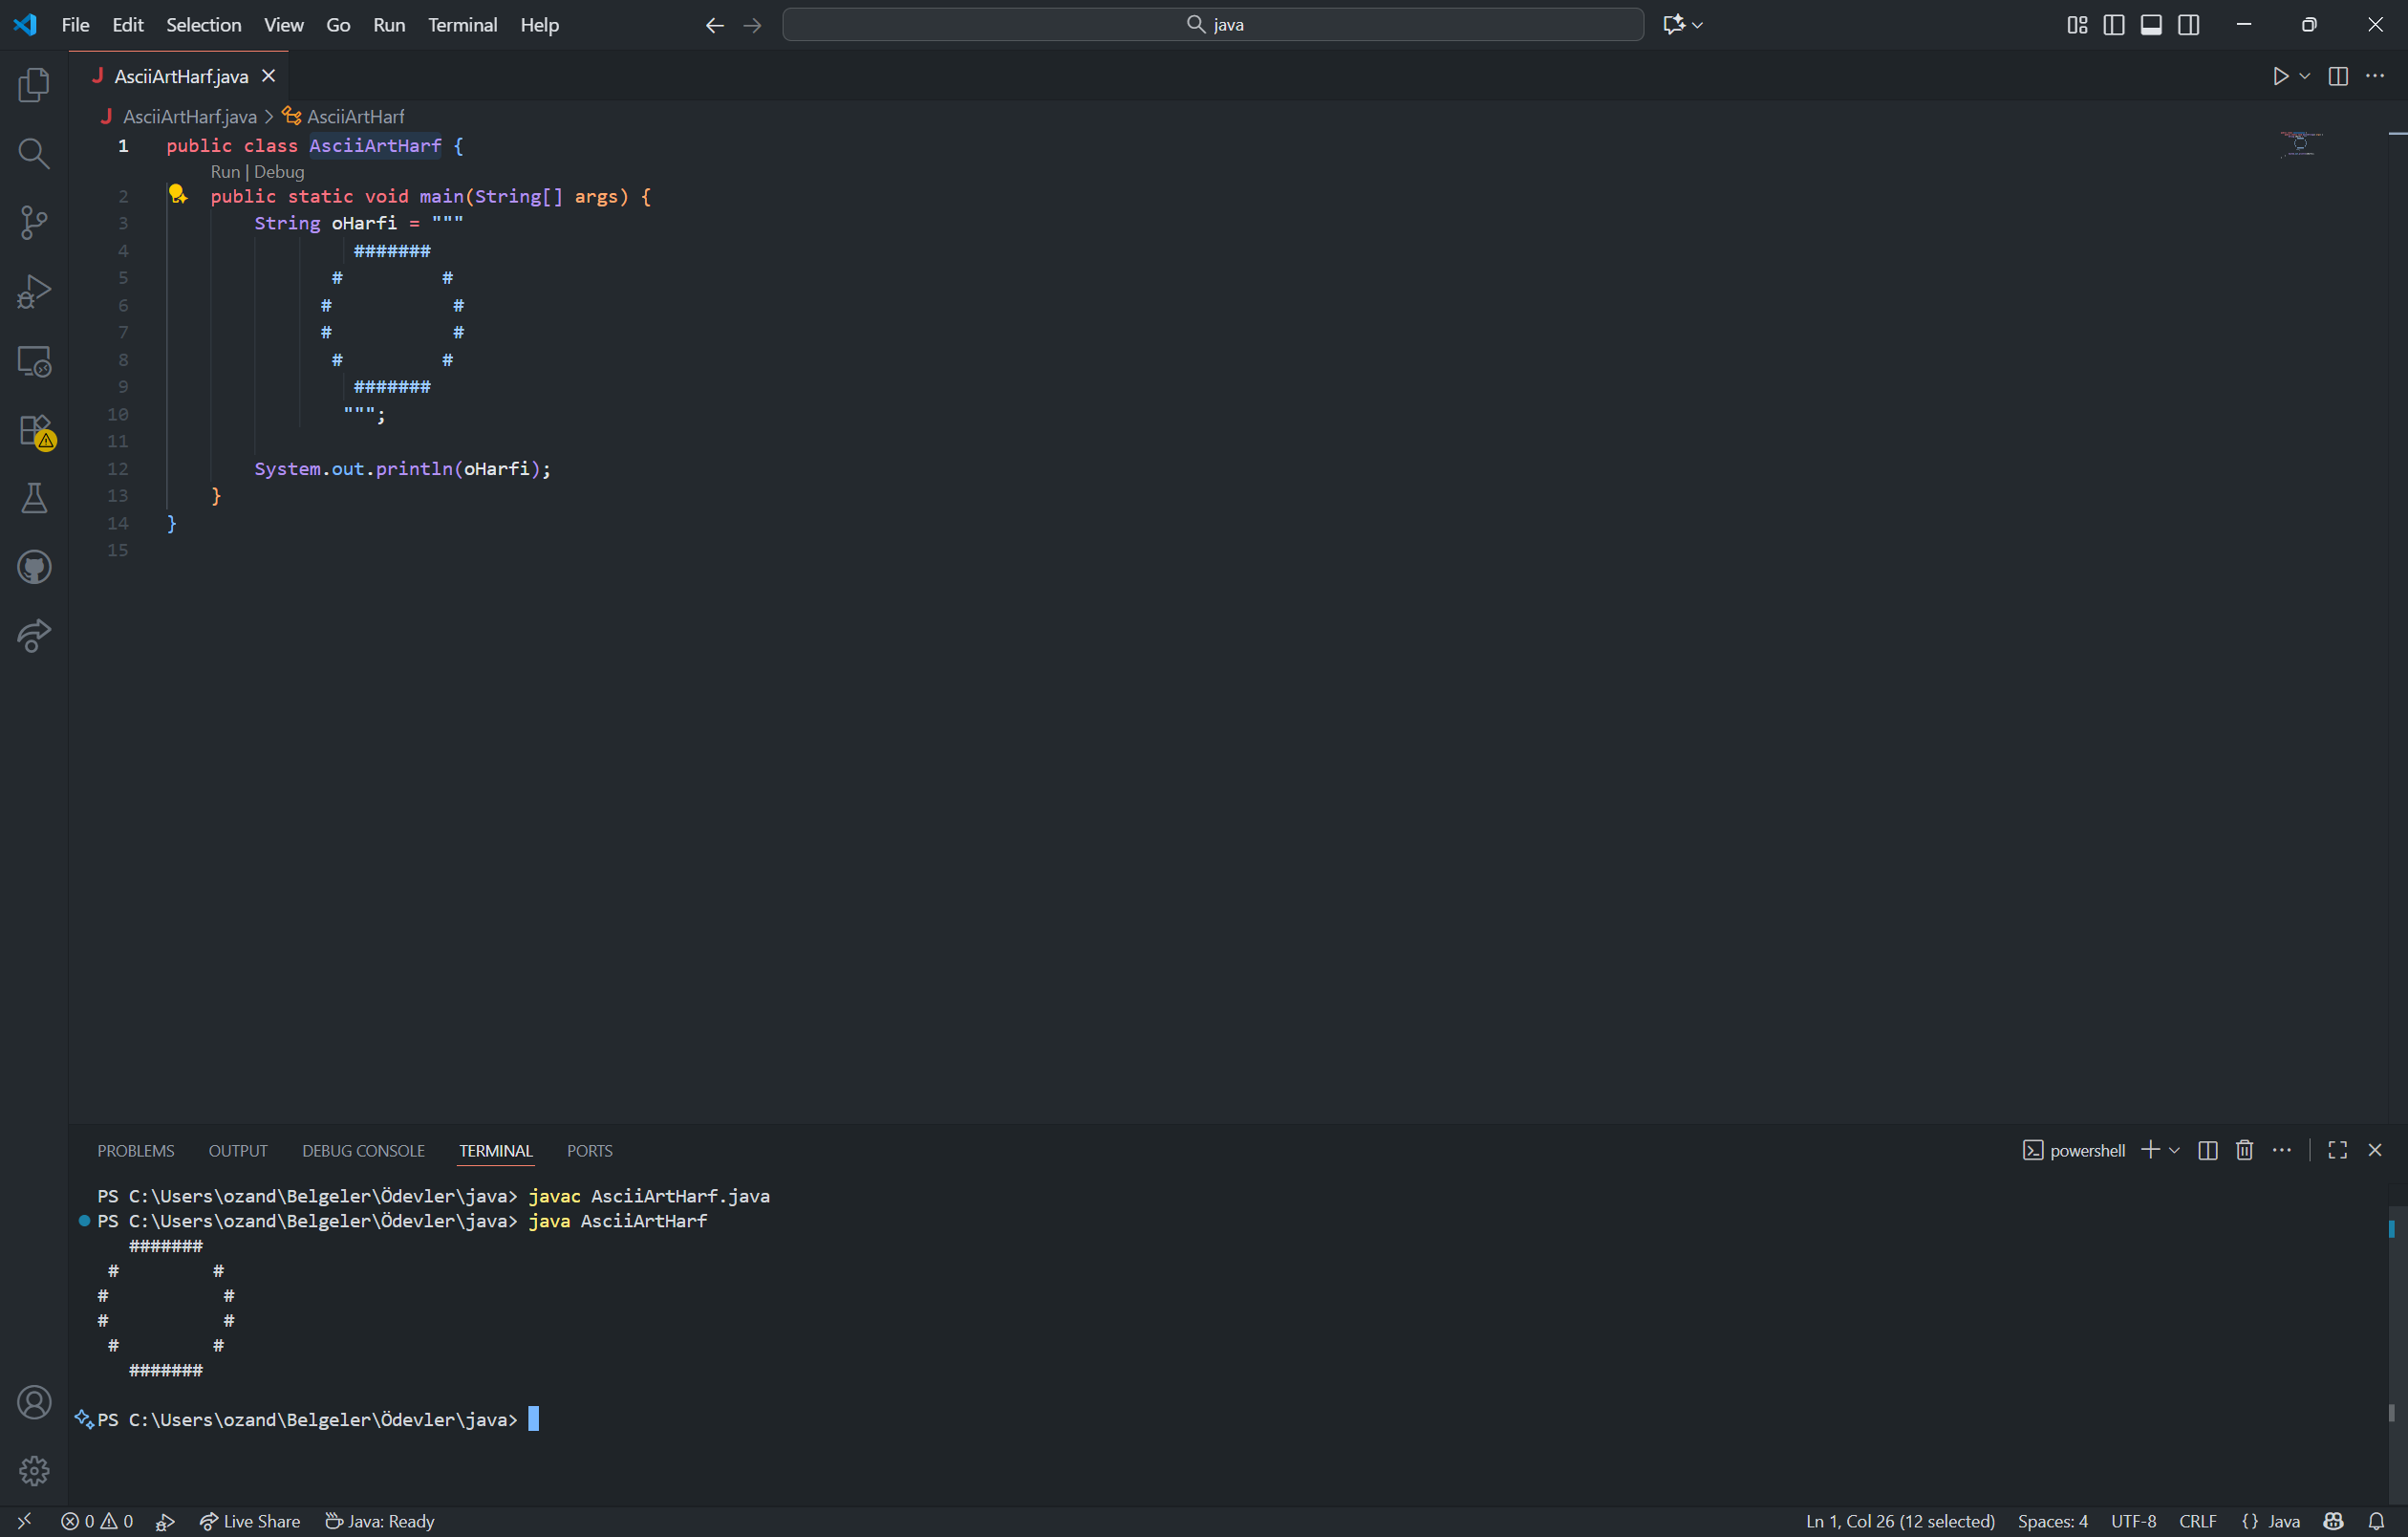 File Edit Selection View Go Run Terminal Help java
AsciiArtHarf.java
AsciiArtHarf.java > AsciiArtHarf
1 public class AsciiArtHarf {
Run | Debug
2     public static void main(String[] args) {
3         String oHarfi = """
4                  #######
5                #         #
6               #           #
7               #           #
8                #         #
9                  #######
10                 """;
11
12         System.out.println(oHarfi);
13     }
14 }
15
PROBLEMS OUTPUT DEBUG CONSOLE TERMINAL PORTS powershell
PS C:\Users\ozand\Belgeler\Ödevler\java> javac AsciiArtHarf.java
PS C:\Users\ozand\Belgeler\Ödevler\java> java AsciiArtHarf
   #######
 #         #
#           #
#           #
 #         #
   #######
PS C:\Users\ozand\Belgeler\Ödevler\java>
0 0 Live Share Java: Ready Ln 1, Col 26 (12 selected) Spaces: 4 UTF-8 CRLF {} Java